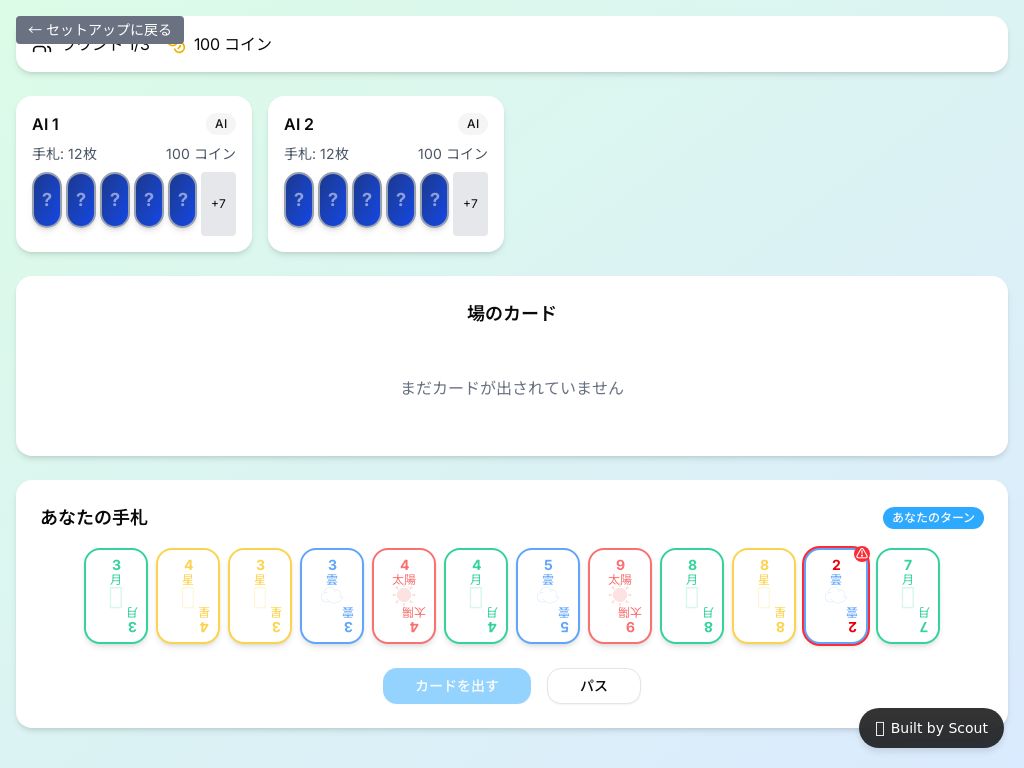 ← セットアップに戻る
ラウンド 1/3 100 コイン
AI 1 AI
手札: 12枚 100 コイン
? ? ? ? ? +7
AI 2 AI
手札: 12枚 100 コイン
? ? ? ? ? +7
場のカード
まだカードが出されていません
あなたの手札 あなたのターン
3 4 3 3 4 4 5 9 8 8 2 7
月 星 星 雲 太陽 月 雲 太陽 月 星 雲 月
月 星 星 雲 太陽 月 雲 太陽 月 星 雲 月
3 4 3 3 4 4 5 9 8 8 2 7
カードを出す パス
Built by Scout